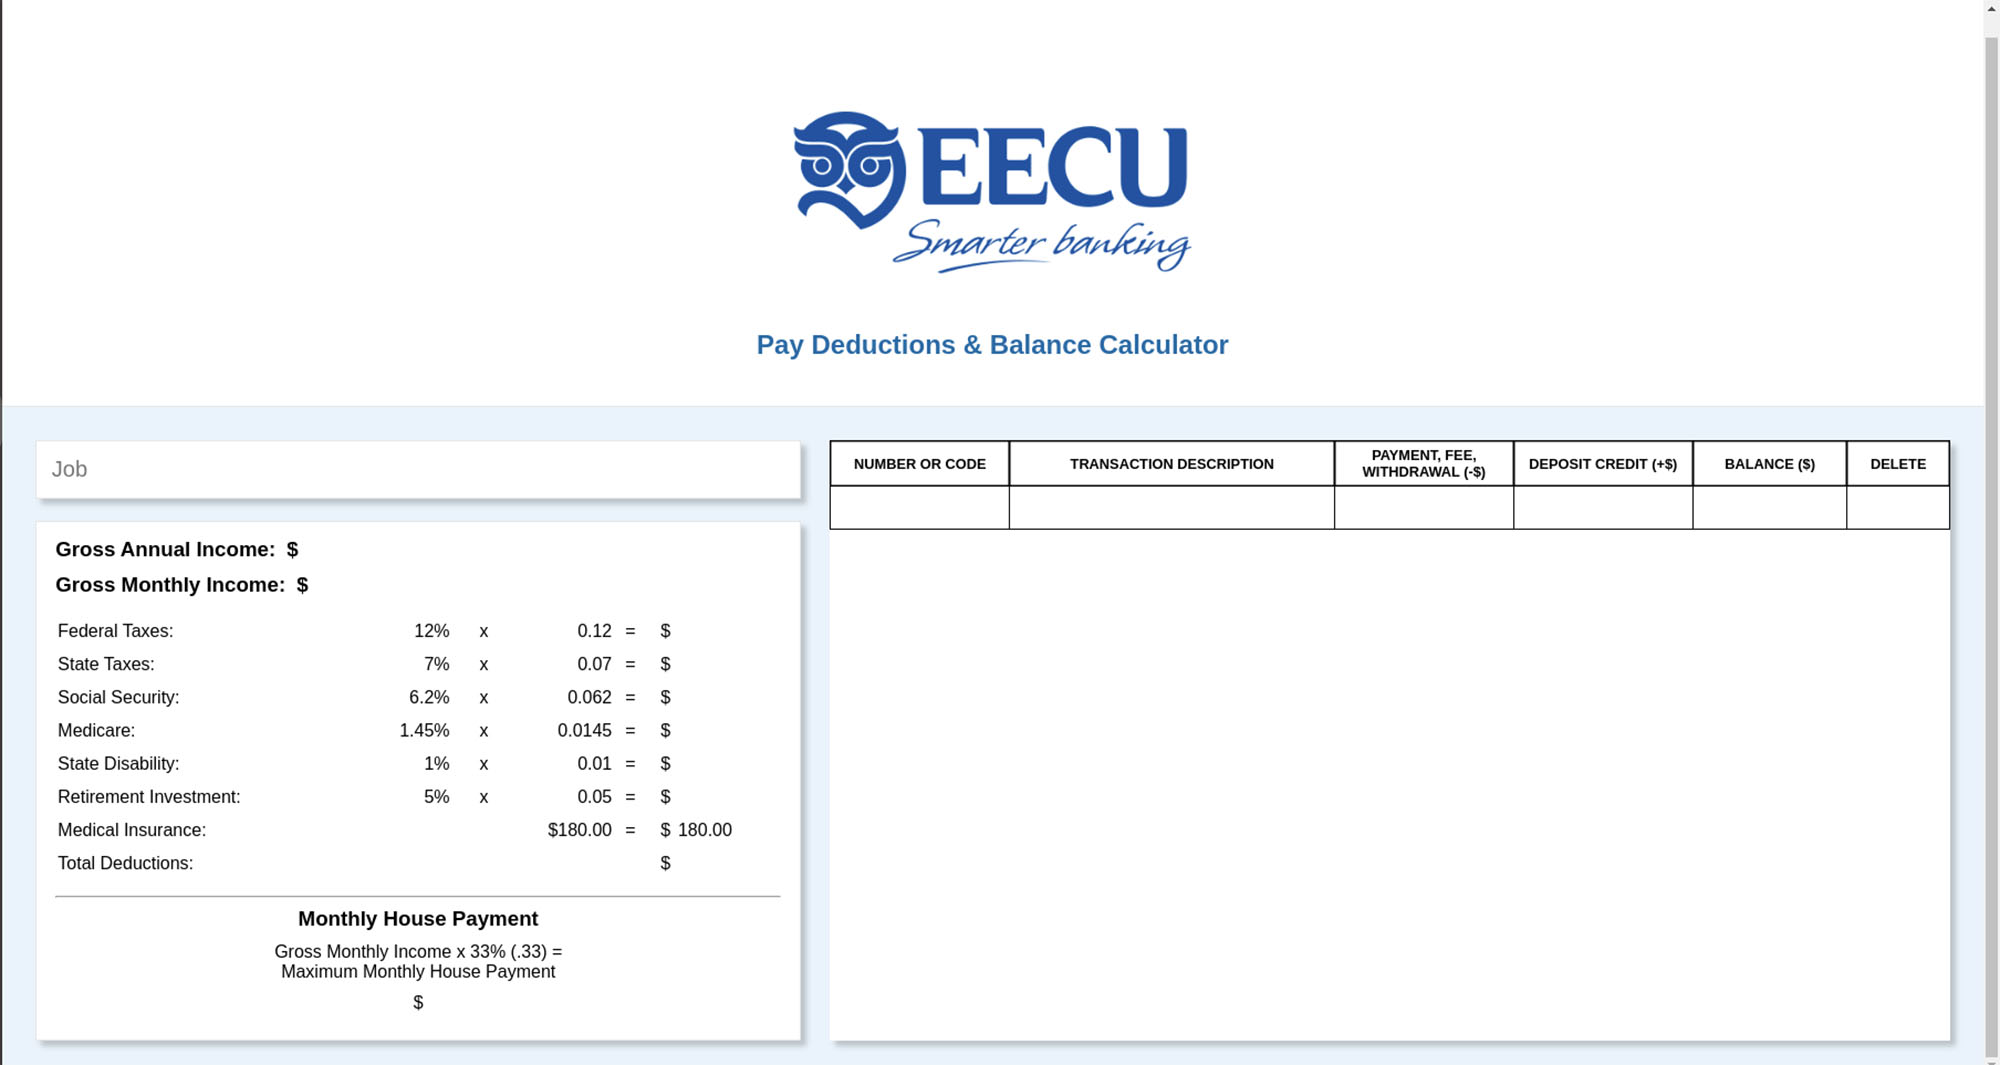 EECU
Smarter banking
Pay Deductions & Balance Calculator
Job
Gross Annual Income: $
Gross Monthly Income: $
Federal Taxes: 12% x 0.12 = $
State Taxes: 7% x 0.07 = $
Social Security: 6.2% x 0.062 = $
Medicare: 1.45% x 0.0145 = $
State Disability: 1% x 0.01 = $
Retirement Investment: 5% x 0.05 = $
Medical Insurance: $180.00 = $ 180.00
Total Deductions: $
Monthly House Payment
Gross Monthly Income x 33% (.33) =
Maximum Monthly House Payment
$
NUMBER OR CODE
TRANSACTION DESCRIPTION
PAYMENT, FEE,
WITHDRAWAL (-$)
DEPOSIT CREDIT (+$)
BALANCE ($)
DELETE